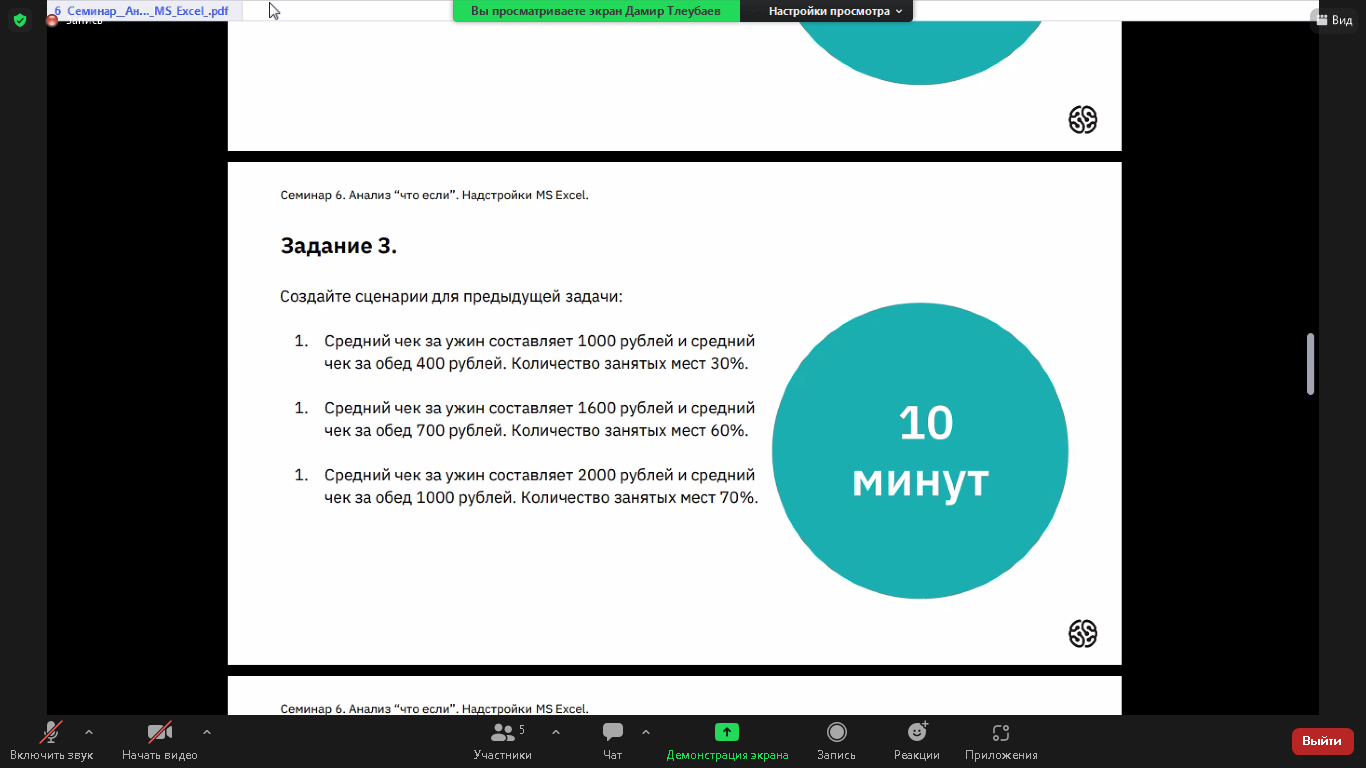 6_Семинар_Ан..._MS_Excel_.pdf
Вы просматриваете экран Дамир Тлеубаев
Настройки просмотра
Вид
Запись
Семинар 6. Анализ “что если”. Надстройки MS Excel.
Задание 3.
Создайте сценарии для предыдущей задачи:
1. Средний чек за ужин составляет 1000 рублей и средний
чек за обед 400 рублей. Количество занятых мест 30%.
1. Средний чек за ужин составляет 1600 рублей и средний
чек за обед 700 рублей. Количество занятых мест 60%.
1. Средний чек за ужин составляет 2000 рублей и средний
чек за обед 1000 рублей. Количество занятых мест 70%.
10
минут
Семинар 6. Анализ “что если”. Надстройки MS Excel.
5
Включить звук
Начать видео
Участники
Чат
Демонстрация экрана
Запись
Реакции
Приложения
Выйти